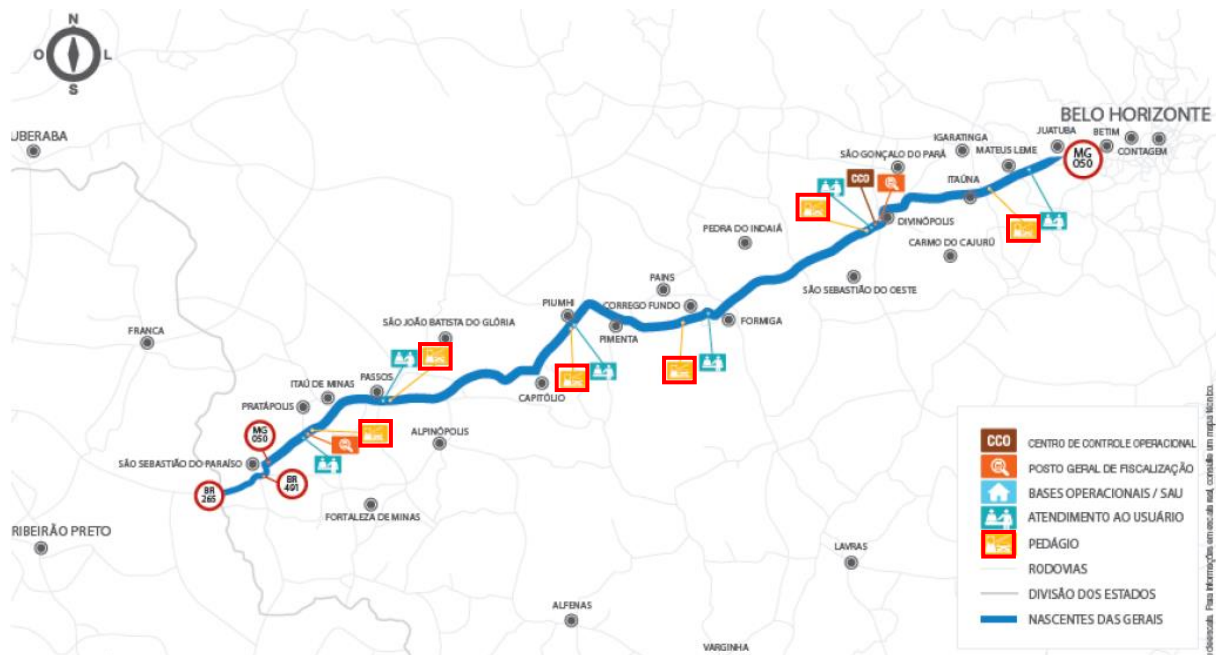 N
O
L
S
UBERABA
BELO HORIZONTE
JUATUBA
BETIM
CONTAGEM
IGARATINGA
MATEUS LEME
MG
050
SÃO GONÇALO DO PARÁ
CCO
ITAÚNA
DIVINÓPOLIS
PEDRA DO INDAIÁ
CARMO DO CAJURÚ
SÃO SEBASTIÃO DO OESTE
PAINS
CORREGO FUNDO
PIUMHI
FORMIGA
PIMENTA
SÃO JOÃO BATISTA DO GLÓRIA
FRANCA
CAPITÓLIO
PASSOS
ITAÚ DE MINAS
PRATÁPOLIS
MG
050
ALPINÓPOLIS
SÃO SEBASTIÃO DO PARAÍSO
BR
491
BR
265
FORTALEZA DE MINAS
RIBEIRÃO PRETO
LAVRAS
ALFENAS
VARGINHA
CCO CENTRO DE CONTROLE OPERACIONAL
POSTO GERAL DE FISCALIZAÇÃO
BASES OPERACIONAIS / SAU
ATENDIMENTO AO USUÁRIO
PEDÁGIO
RODOVIAS
DIVISÃO DOS ESTADOS
NASCENTES DAS GERAIS